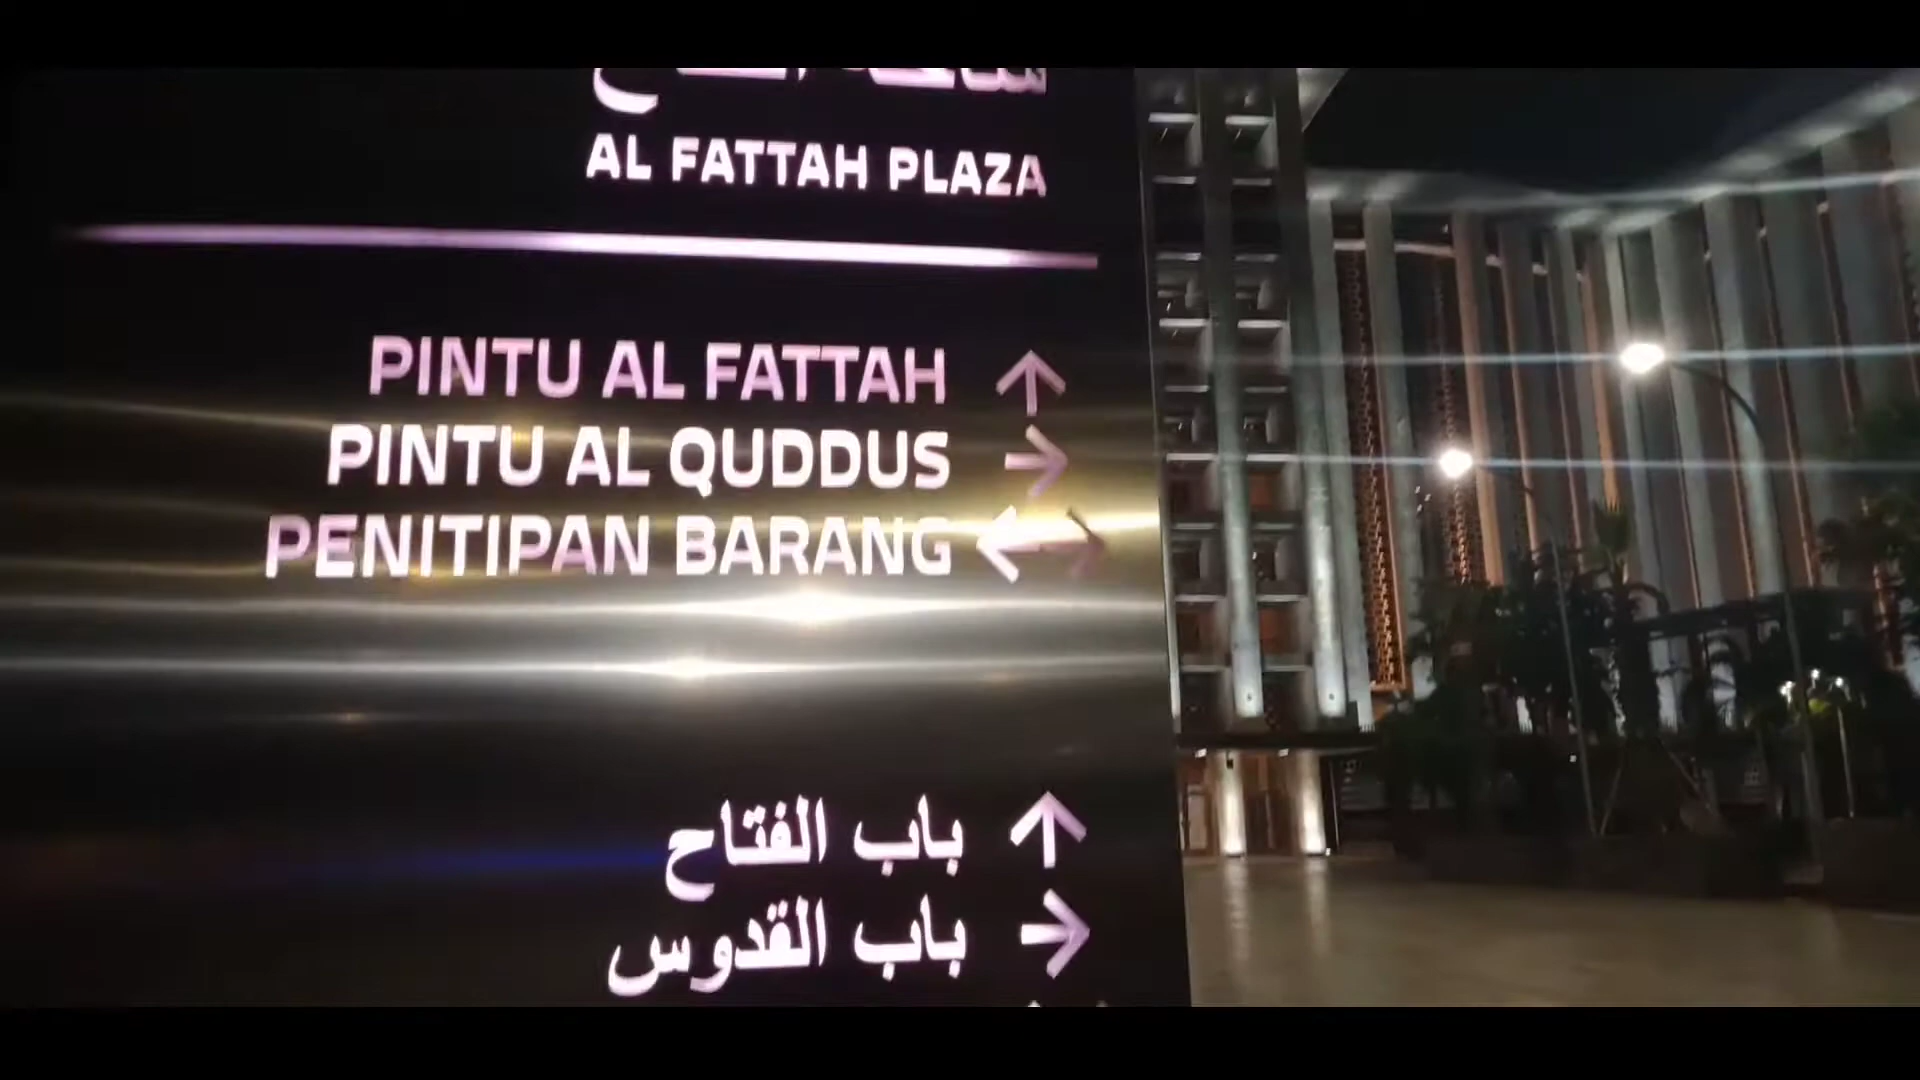 AL FATTAH PLAZA
PINTU AL FATTAH ↑
PINTU AL QUDDUS →
PENITIPAN BARANG ← →
باب الفتاح ↑
باب القدوس →